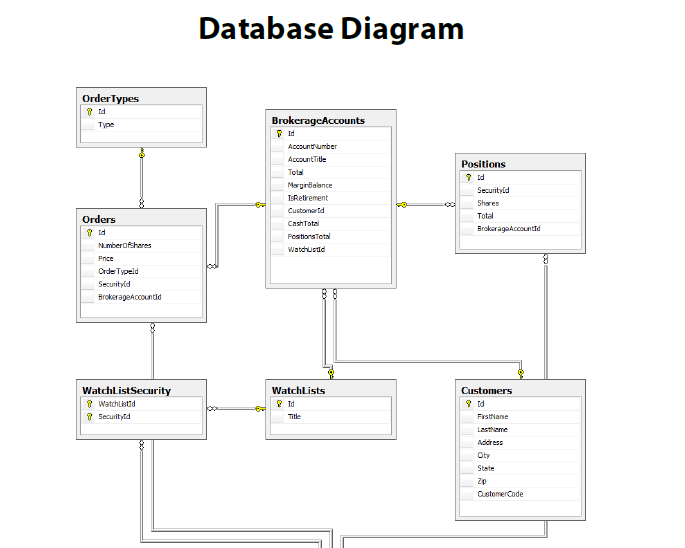 Database Diagram
OrderTypes
Id
Type
Orders
Id
NumberOfShares
Price
OrderTypeId
SecurityId
BrokerageAccountId
WatchListSecurity
WatchListId
SecurityId
BrokerageAccounts
Id
AccountNumber
AccountTitle
Total
MarginBalance
IsRetirement
CustomerId
CashTotal
PositionsTotal
WatchListId
WatchLists
Id
Title
Positions
Id
SecurityId
Shares
Total
BrokerageAccountId
Customers
Id
FirstName
LastName
Address
City
State
Zip
CustomerCode